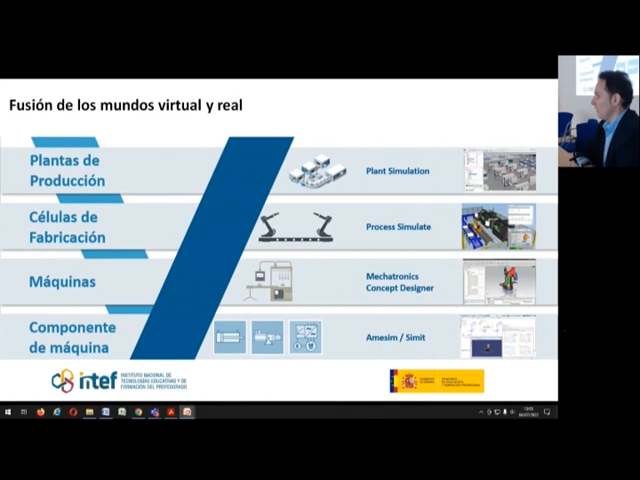 Fusión de los mundos virtual y real
Plantas de
Producción
Plant Simulation
Células de
Fabricación
Process Simulate
Máquinas
Mechatronics
Concept Designer
Componente
de máquina
Amesim / Simit
intef
INSTITUTO NACIONAL DE
TECNOLOGÍAS EDUCATIVAS Y DE
FORMACIÓN DEL PROFESORADO